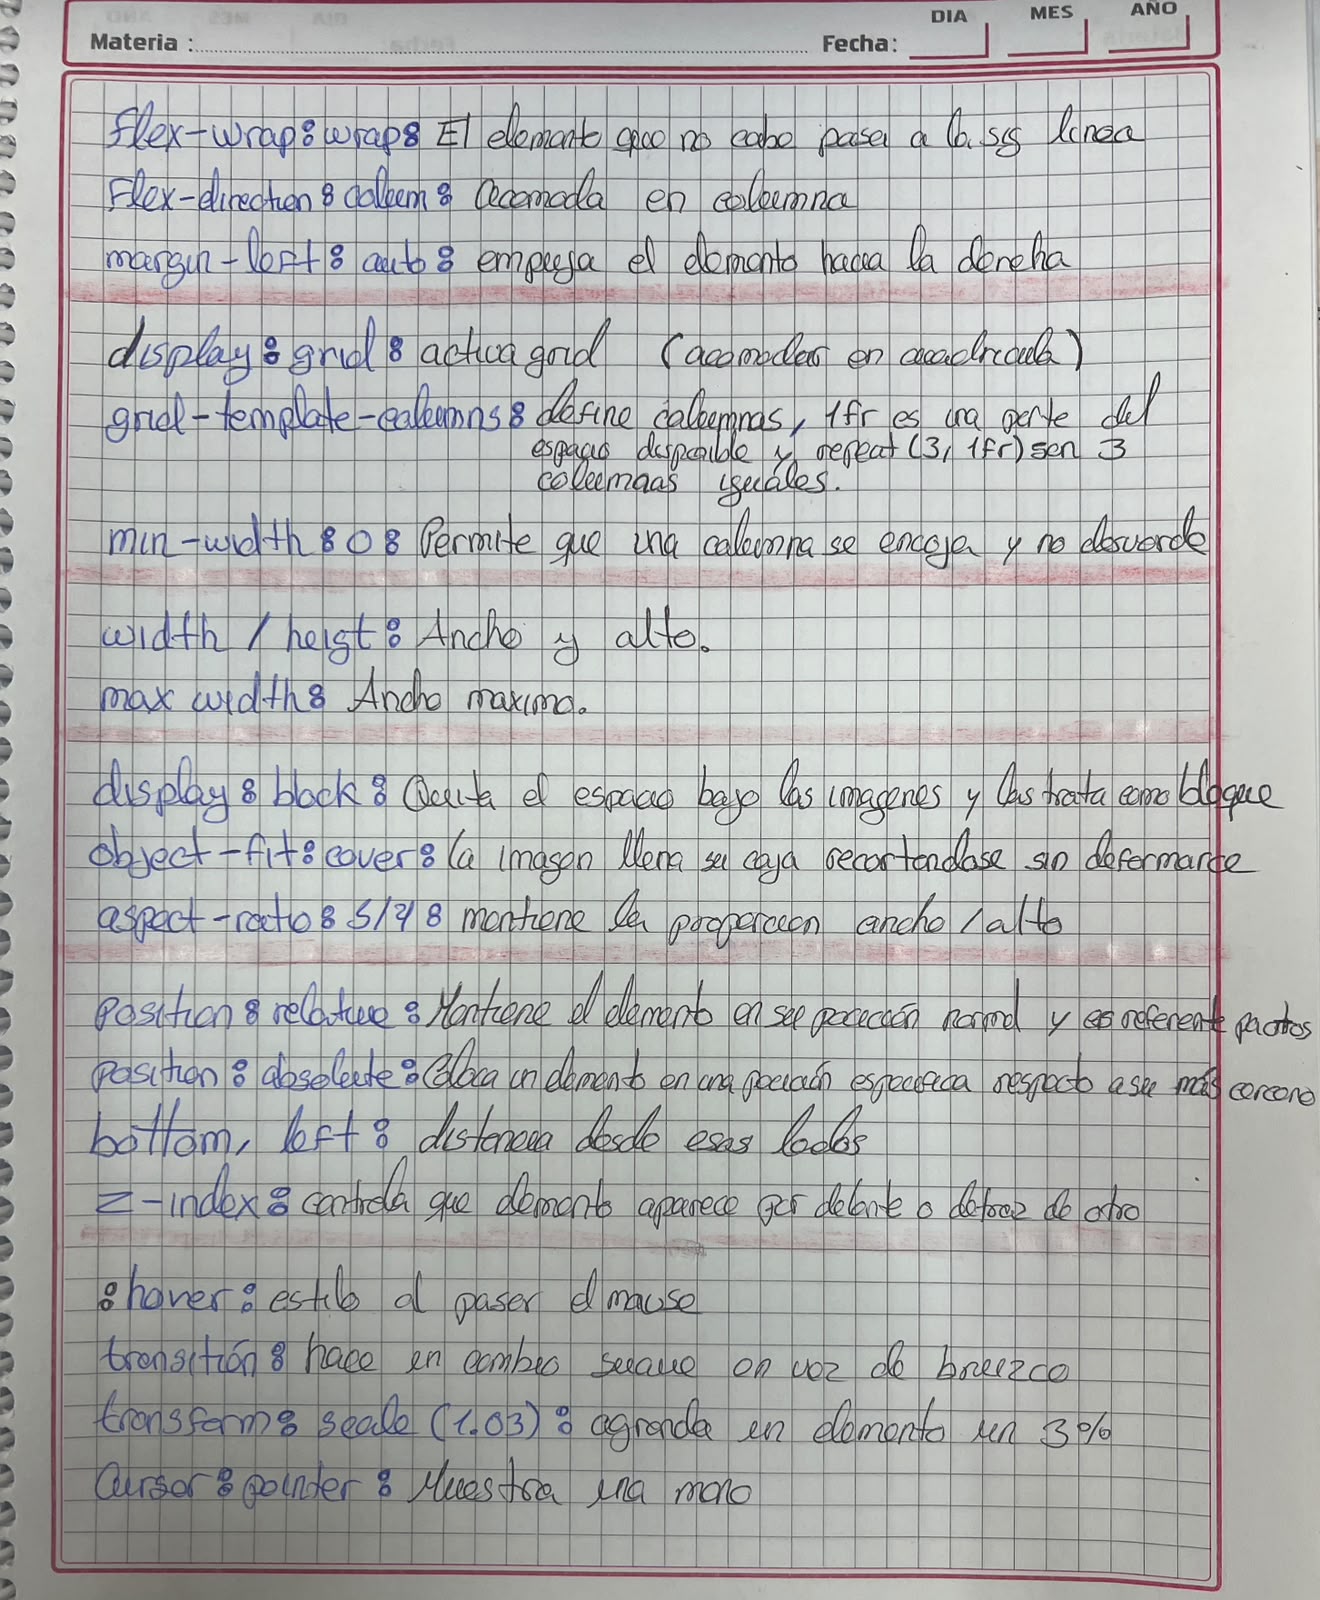 DIA MES AÑO
Materia : Fecha:
flex-wrap: wrap: El elemento que no cabe pasa a la sig linea
Flex-direction: column: Acomoda en columna
margin-left: auto: empuja el elemento hacia la derecha
display: grid: activa grid (acomodar en cuadricula)
grid-template-columns: define columnas, 1fr es una parte del
espacio disponible y repeat (3, 1fr) son 3
columnas iguales.
min-width: 0: Permite que una columna se encoja y no desborde
width / heigt: Ancho y alto.
max width: Ancho maximo.
display: block: Quita el espacio bajo las imagenes y las trata como bloque
object-fit: cover: la imagen llena su caja recortandose sin deformarse
aspect-ratio: 5/4: mantiene la proporcion ancho/alto
position: relative: Mantiene el elemento en su posición normal y es referente
position: absolute: Coloca un elemento en una posición especifica respecto a su más cercano
bottom, left: distancia desde esos lados
z-index: controla que elemento aparece por delante o detraz de otro
:hover: estilo al pasar el mause
transitión: hace un cambio suave en vez de bruzco
transform: scale (1.03): agranda un elemento un 3%
Cursor: pointer: Muestra una mano